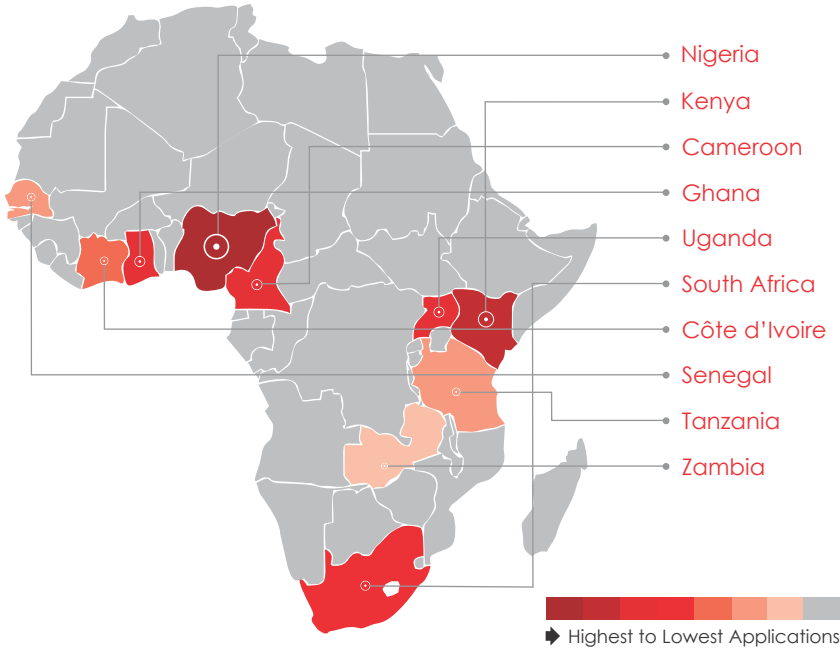 Nigeria
Kenya
Cameroon
Ghana
Uganda
South Africa
Côte d’Ivoire
Senegal
Tanzania
Zambia
Highest to Lowest Applications